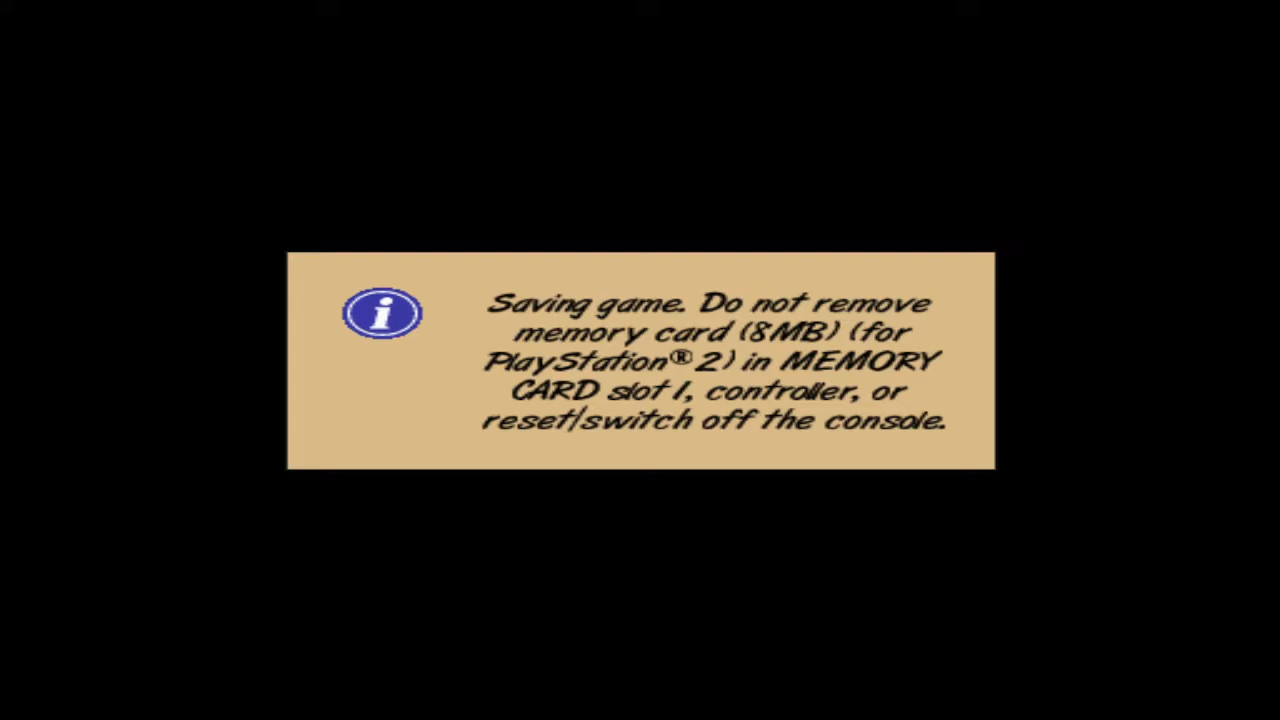 i
Saving game. Do not remove
memory card (8MB) (for
PlayStation®2) in MEMORY
CARD slot 1, controller, or
reset/switch off the console.